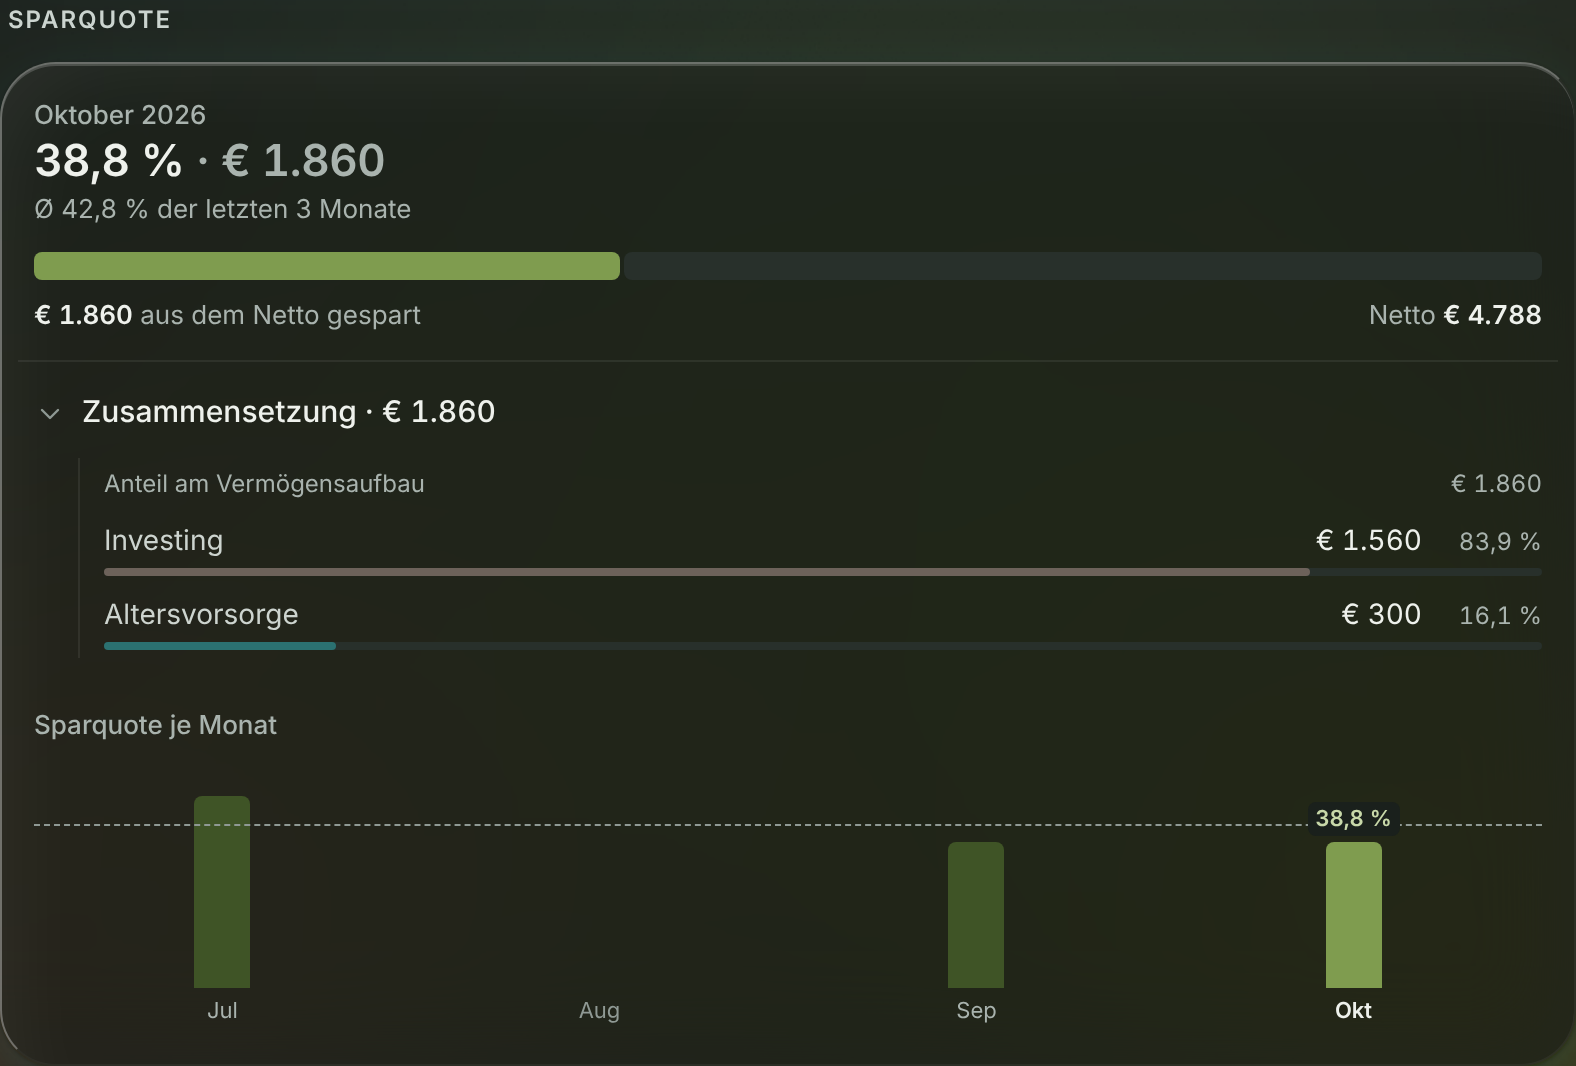 SPARQUOTE
Oktober 2026
38,8 % · € 1.860
Ø 42,8 % der letzten 3 Monate
€ 1.860 aus dem Netto gespart Netto € 4.788
Zusammensetzung · € 1.860
Anteil am Vermögensaufbau € 1.860
Investing € 1.560 83,9 %
Altersvorsorge € 300 16,1 %
Sparquote je Monat
38,8 %
Jul Aug Sep Okt